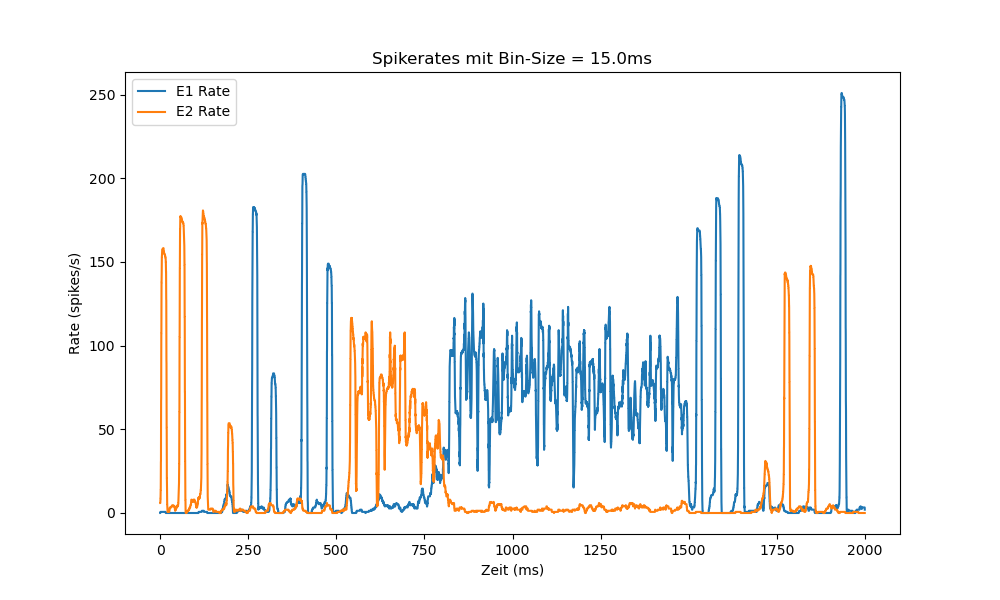 Spikerates mit Bin-Size = 15.0ms
E1 Rate
E2 Rate
Rate (spikes/s)
250
200
150
100
50
0
0 250 500 750 1000 1250 1500 1750 2000
Zeit (ms)